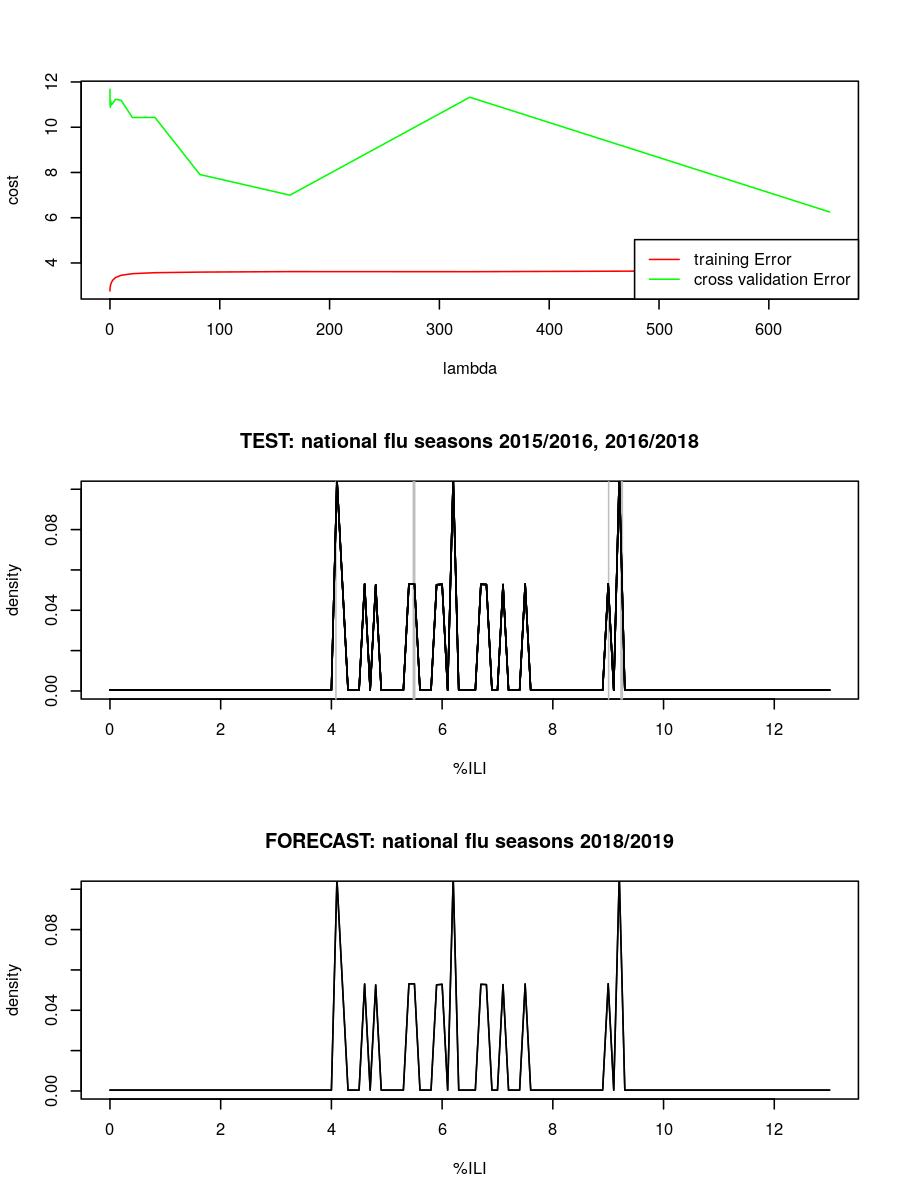 12
10
8
6
4
cost
training Error
cross validation Error
0 100 200 300 400 500 600
lambda
TEST: national flu seasons 2015/2016, 2016/2018
0.08
0.04
0.00
density
0 2 4 6 8 10 12
%ILI
FORECAST: national flu seasons 2018/2019
0.08
0.04
0.00
density
0 2 4 6 8 10 12
%ILI